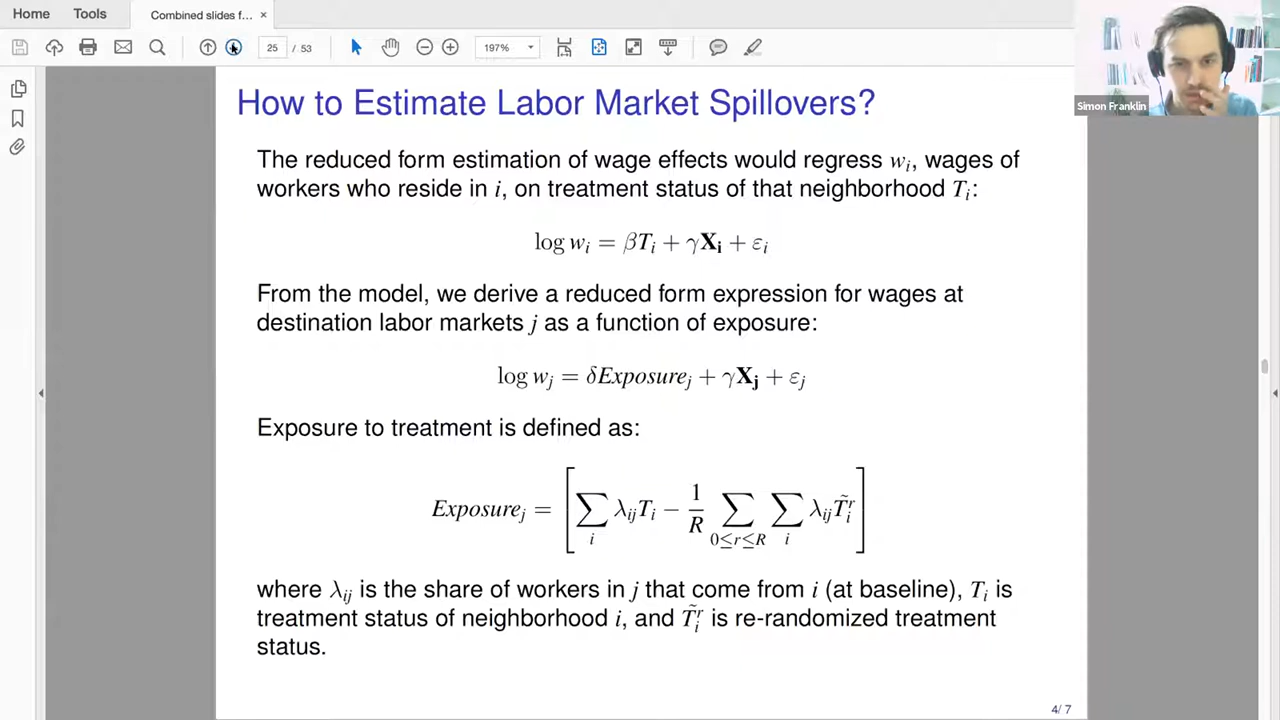 Home Tools Combined slides f... ×
25 / 53 197%
Simon Franklin
How to Estimate Labor Market Spillovers?
The reduced form estimation of wage effects would regress wᵢ, wages of
workers who reside in i, on treatment status of that neighborhood Tᵢ:
log wᵢ = βTᵢ + γXᵢ + εᵢ
From the model, we derive a reduced form expression for wages at
destination labor markets j as a function of exposure:
log wⱼ = δExposureⱼ + γXⱼ + εⱼ
Exposure to treatment is defined as:
Exposureⱼ = [∑ᵢ λᵢⱼTᵢ − 1/R ∑_{0≤r≤R} ∑ᵢ λᵢⱼT̃ᵢʳ]
where λᵢⱼ is the share of workers in j that come from i (at baseline), Tᵢ is
treatment status of neighborhood i, and T̃ᵢʳ is re-randomized treatment
status.
4/ 7